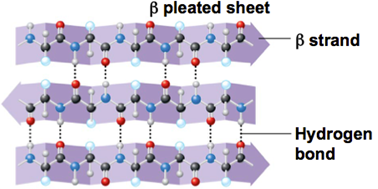 β pleated sheet
β strand
Hydrogen
bond